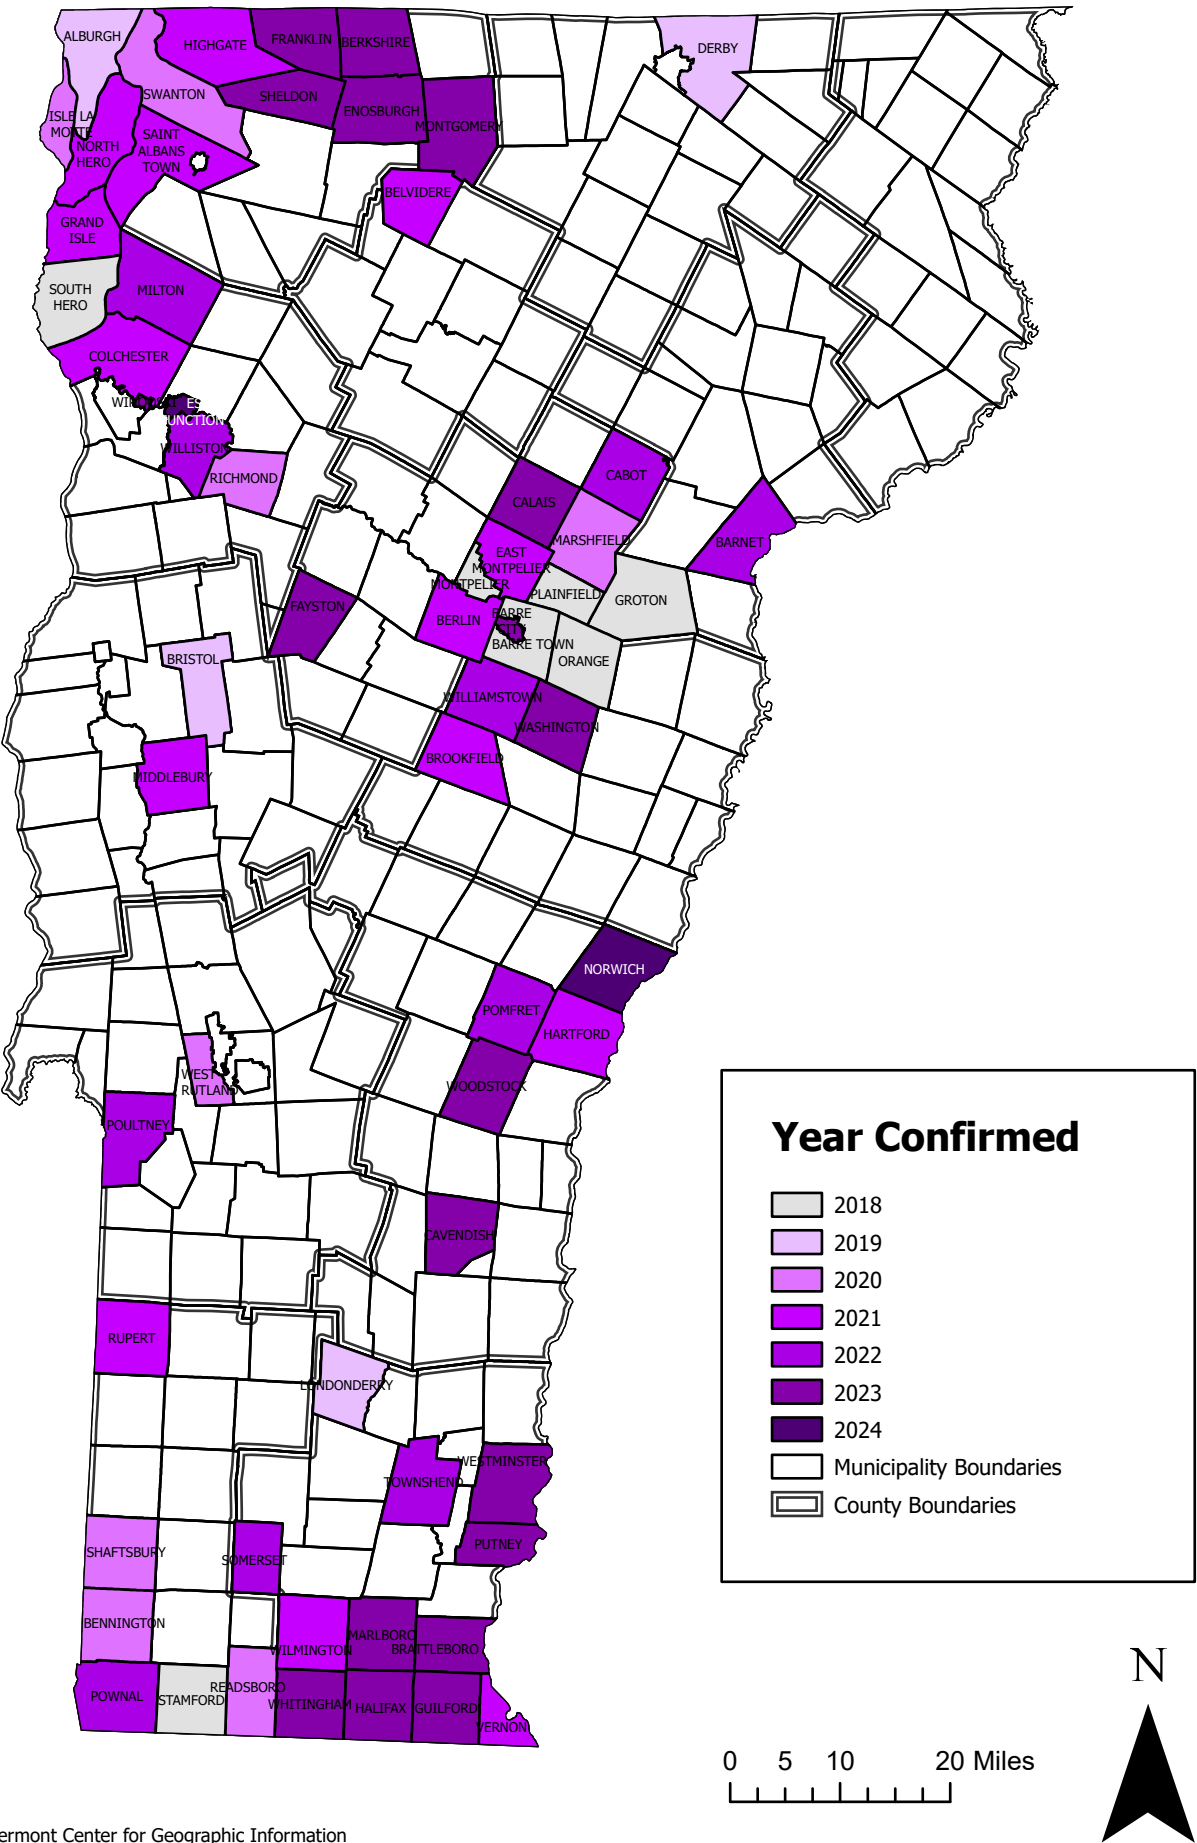 ALBURGH
HIGHGATE
FRANKLIN
BERKSHIRE
DERBY
SWANTON
SHELDON
ENOSBURGH
MONTGOMERY
ISLE LA
MOTTE
NORTH
HERO
SAINT
ALBANS
TOWN
BELVIDERE
GRAND
ISLE
SOUTH
HERO
MILTON
COLCHESTER
JUNCTION
WILLISTON
RICHMOND
CABOT
CALAIS
MARSHFIELD
BARNET
EAST
MONTPELIER
MONTPELIER
PLAINFIELD
GROTON
FAYSTON
BERLIN
BARRE
CITY
BARRE TOWN
ORANGE
BRISTOL
WILLIAMSTOWN
WASHINGTON
BROOKFIELD
MIDDLEBURY
NORWICH
POMFRET
HARTFORD
WEST
RUTLAND
WOODSTOCK
POULTNEY
CAVENDISH
RUPERT
LONDONDERRY
WESTMINSTER
TOWNSHEND
PUTNEY
SHAFTSBURY
SOMERSET
BENNINGTON
WILMINGTON
MARLBORO
BRATTLEBORO
POWNAL
STAMFORD
READSBORO
WHITINGHAM
HALIFAX
GUILFORD
VERNON
Year Confirmed
2018
2019
2020
2021
2022
2023
2024
Municipality Boundaries
County Boundaries
N
0 5 10 20 Miles
ermont Center for Geographic Information